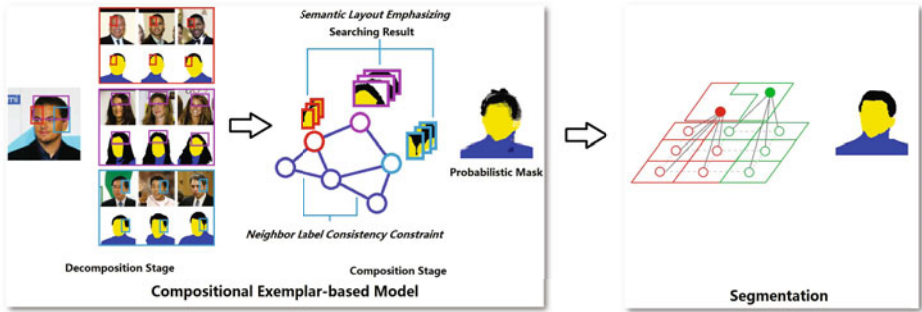 Semantic Layout Emphasizing
Searching Result
Probabilistic Mask
Neighbor Label Consistency Constraint
Decomposition Stage
Composition Stage
Compositional Exemplar-based Model
Segmentation